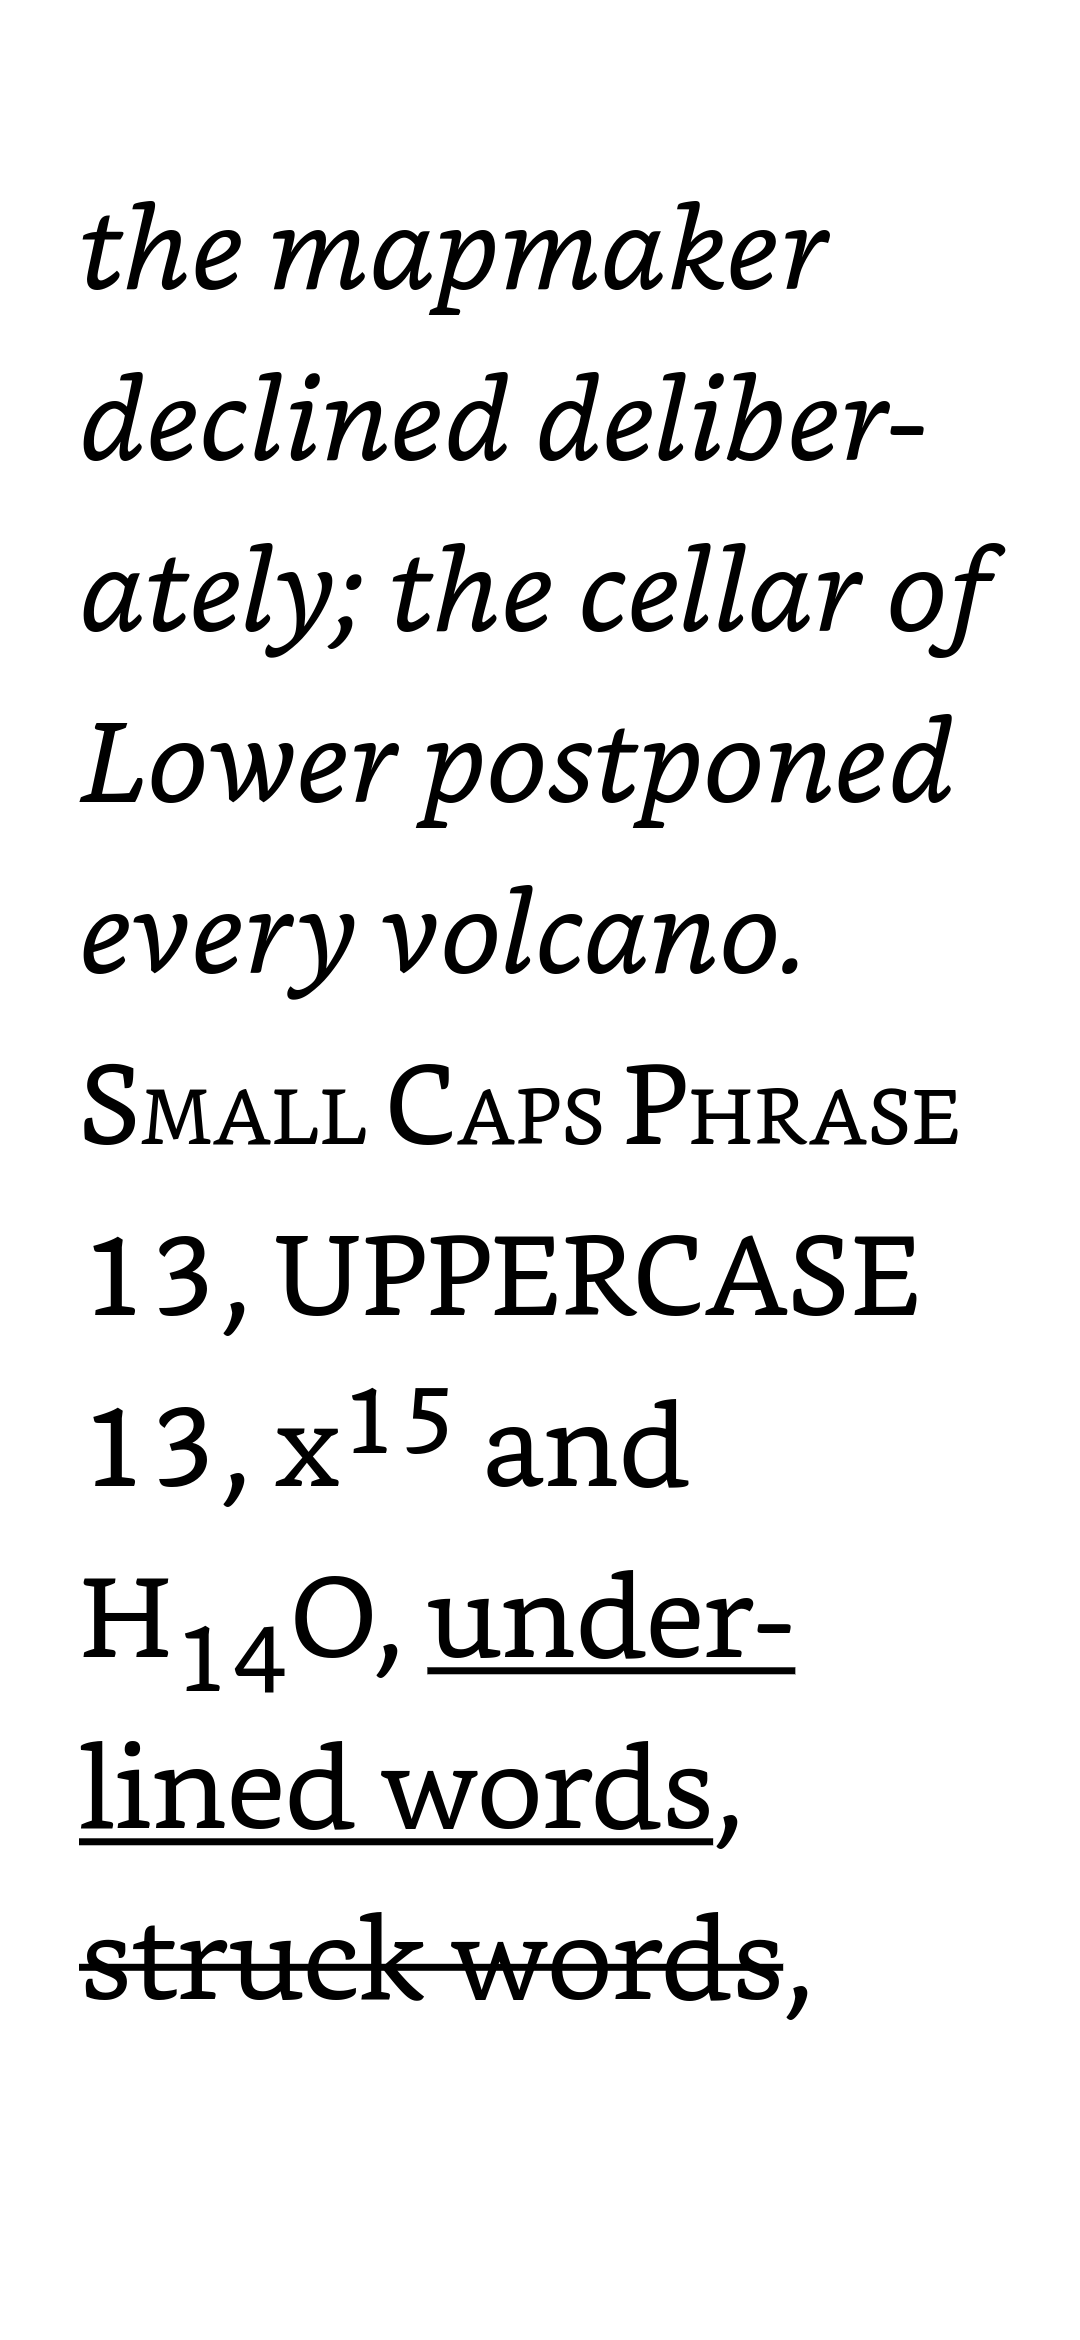 the mapmaker
declined deliber-
ately; the cellar of
Lower postponed
every volcano.
Small Caps Phrase
13, UPPERCASE
13, x¹⁵ and
H₁₄O, under-
lined words,
struck words,